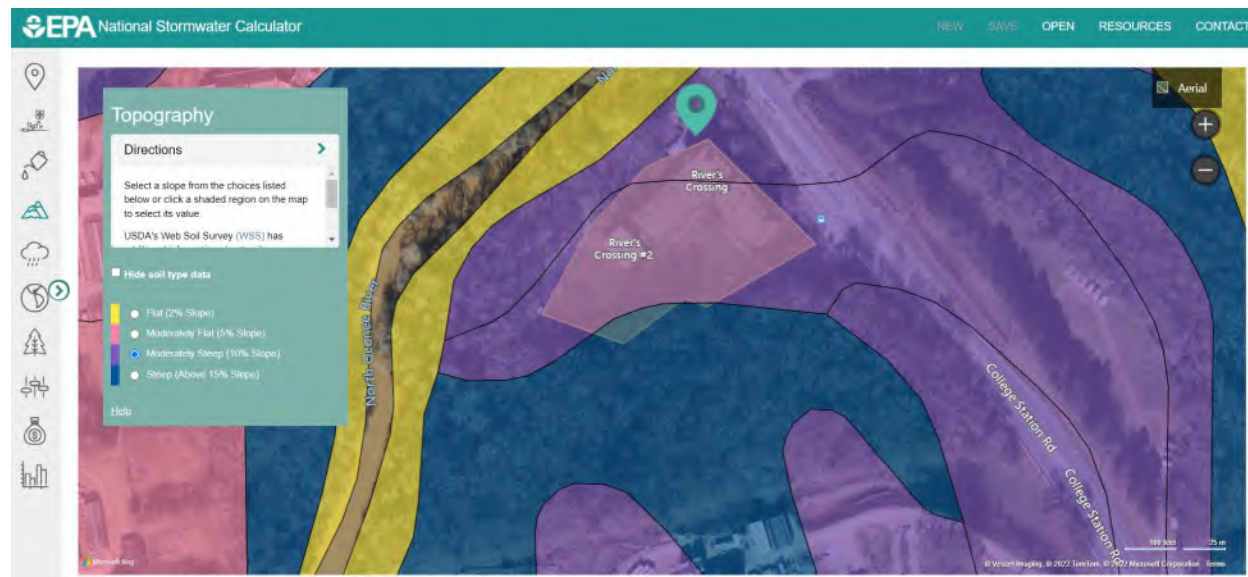 EPA National Stormwater Calculator
NEW SAVE OPEN RESOURCES CONTACT
Topography
Directions
Select a slope from the choices listed
below or click a shaded region on the map
to select its value.
USDA's Web Soil Survey (WSS) has
Hide soil type data
Flat (2% Slope)
Moderately Flat (5% Slope)
Moderately Steep (10% Slope)
Steep (Above 15% Slope)
Help
Aerial
River's
Crossing
River's
Crossing #2
North Oconee River
College Station Rd
College Station Rd
100 feet 25 m
Microsoft Bing
© Vexcel Imaging, © 2022 TomTom, © 2022 Microsoft Corporation Terms